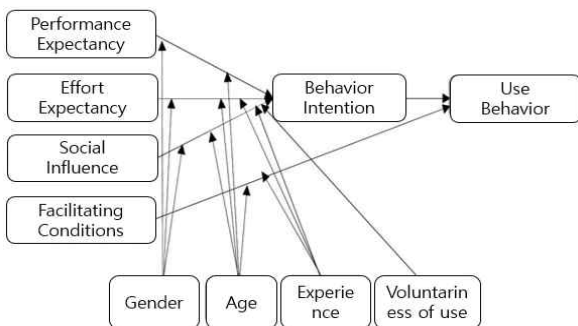 Performance
Expectancy
Effort
Expectancy
Behavior
Intention
Use
Behavior
Social
Influence
Facilitating
Conditions
Gender
Age
Experie
nce
Voluntarin
ess of use